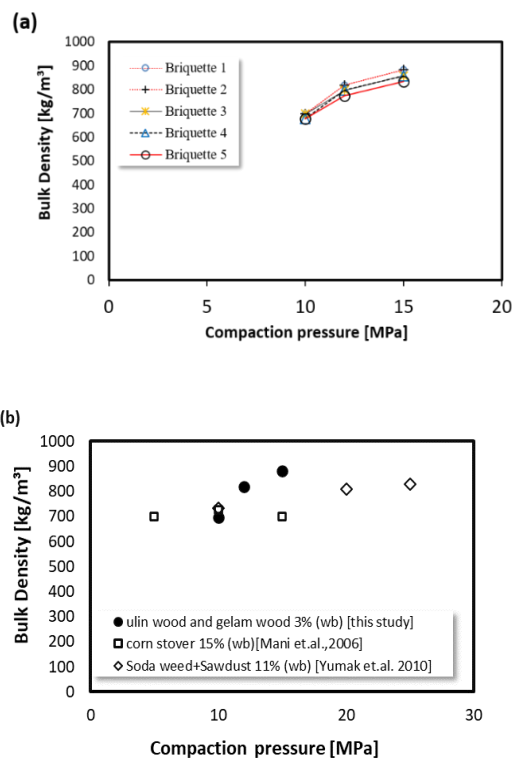 (a)
1000
900
800
700
600
500
400
300
200
100
0
Bulk Density [kg/m³]
Briquette 1
Briquette 2
Briquette 3
Briquette 4
Briquette 5
0 5 10 15 20
Compaction pressure [MPa]
(b)
1000
900
800
700
600
500
400
300
200
100
0
Bulk Density [kg/m³]
ulin wood and gelam wood 3% (wb) [this study]
corn stover 15% (wb)[Mani et.al.,2006]
Soda weed+Sawdust 11% (wb) [Yumak et.al. 2010]
0 10 20 30
Compaction pressure [MPa]